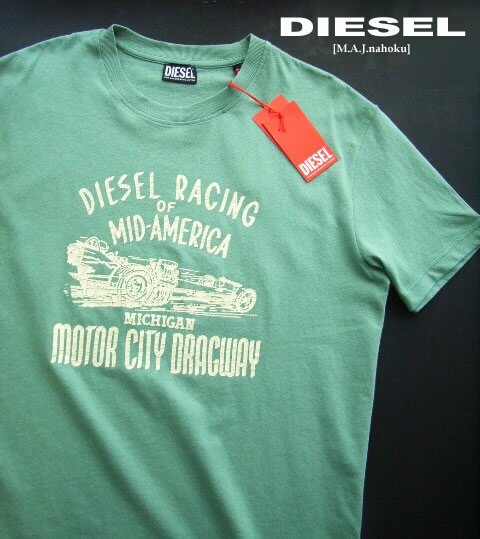 DIESEL
[M.A.J.nahoku]
DIESEL
DIESEL
DIESEL RACING
OF
MID-AMERICA
MICHIGAN
MOTOR CITY DRAGWAY